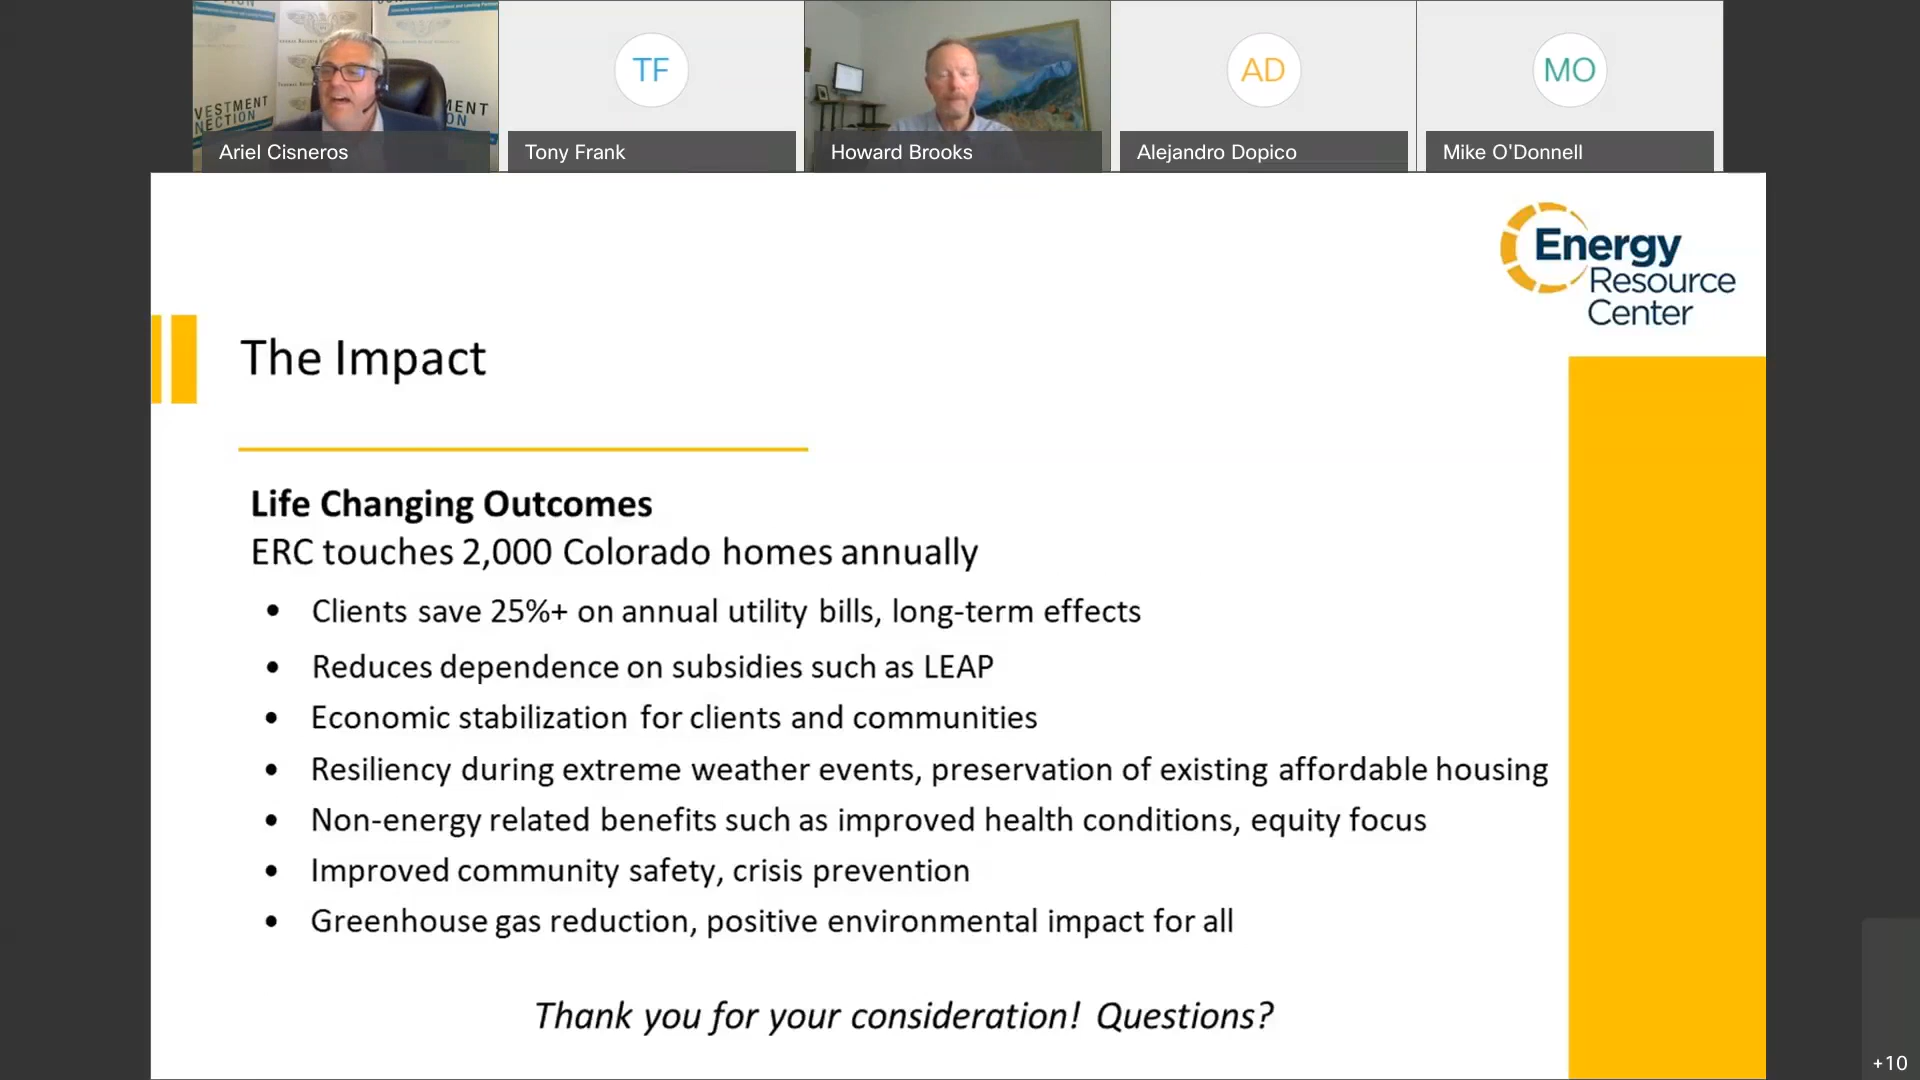 VESTMENT
NECTION
MENT
ON
Ariel Cisneros
TF
Tony Frank
Howard Brooks
AD
Alejandro Dopico
MO
Mike O'Donnell
Energy
Resource
Center
The Impact
Life Changing Outcomes
ERC touches 2,000 Colorado homes annually
• Clients save 25%+ on annual utility bills, long-term effects
• Reduces dependence on subsidies such as LEAP
• Economic stabilization for clients and communities
• Resiliency during extreme weather events, preservation of existing affordable housing
• Non-energy related benefits such as improved health conditions, equity focus
• Improved community safety, crisis prevention
• Greenhouse gas reduction, positive environmental impact for all
Thank you for your consideration! Questions?
+10